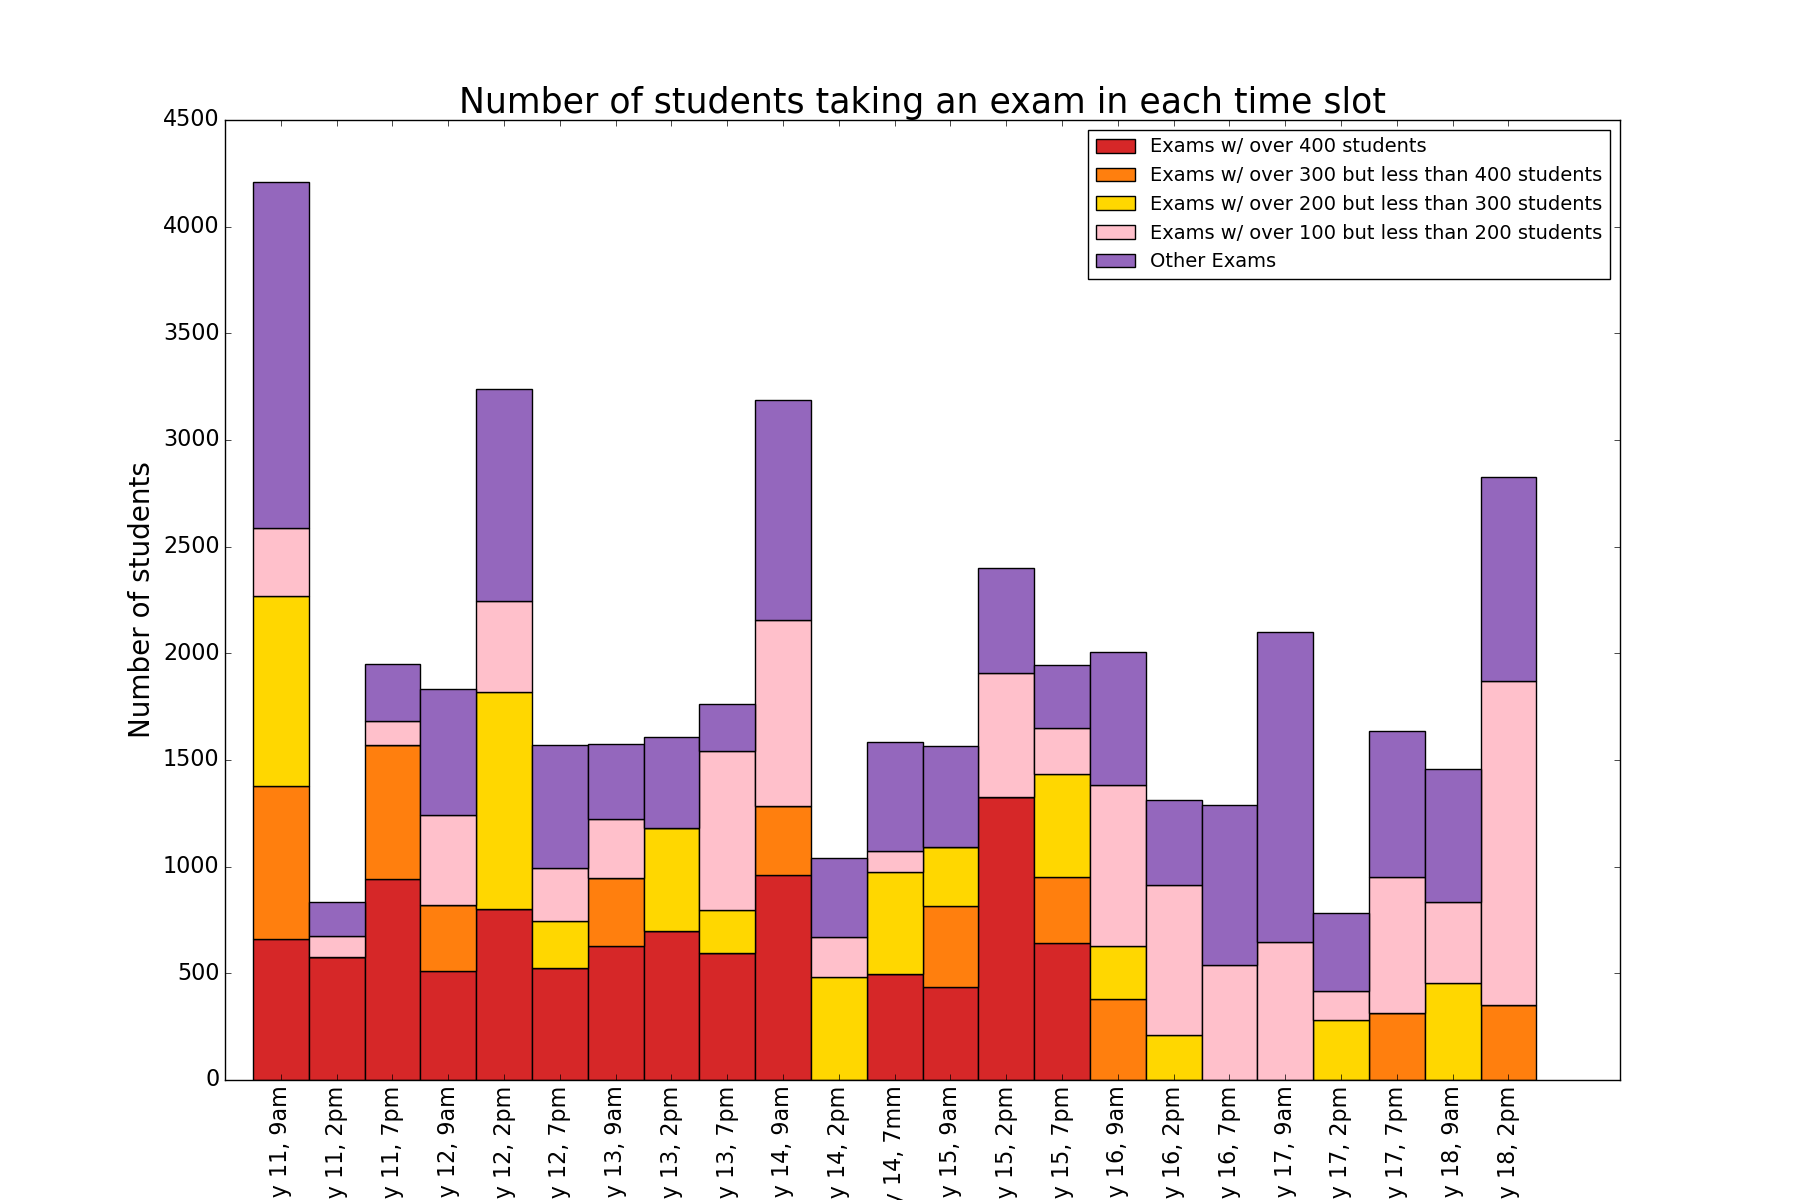 Number of students taking an exam in each time slot
4500
4000
3500
3000
2500
2000
1500
1000
500
0
Number of students
Exams w/ over 400 students
Exams w/ over 300 but less than 400 students
Exams w/ over 200 but less than 300 students
Exams w/ over 100 but less than 200 students
Other Exams
y 11, 9am
y 11, 2pm
y 11, 7pm
y 12, 9am
y 12, 2pm
y 12, 7pm
y 13, 9am
y 13, 2pm
y 13, 7pm
y 14, 9am
y 14, 2pm
y 14, 7mm
y 15, 9am
y 15, 2pm
y 15, 7pm
y 16, 9am
y 16, 2pm
y 16, 7pm
y 17, 9am
y 17, 2pm
y 17, 7pm
y 18, 9am
y 18, 2pm